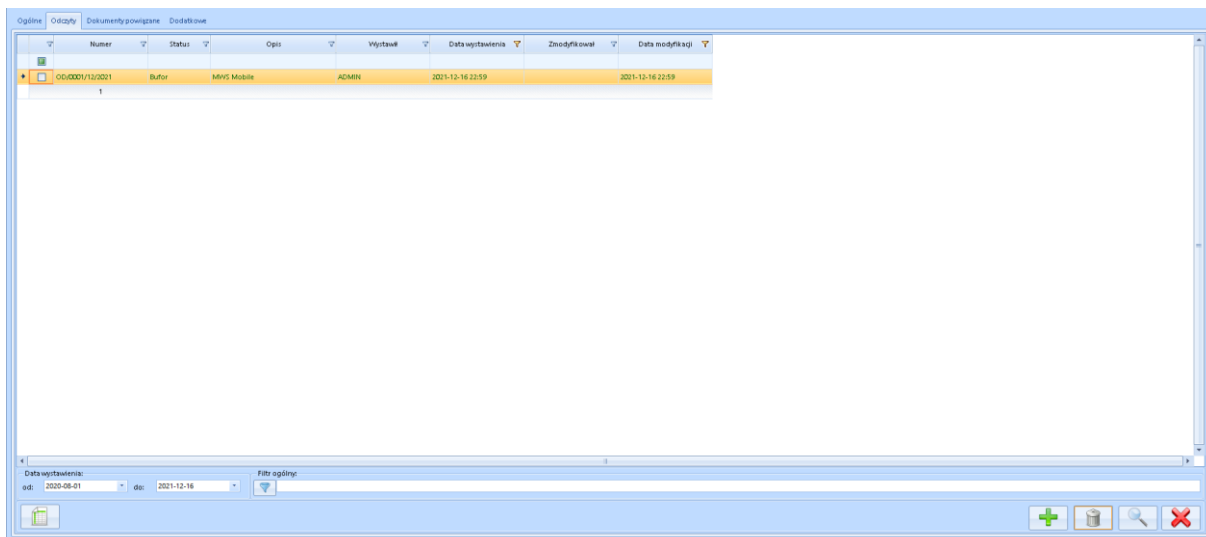 Ogólne Odczyty Dokumenty powiązane Dodatkowe
Numer Status Opis Wystawił Data wystawienia Zmodyfikował Data modyfikacji
OD/0001/12/2021 Bufor MWS Mobile ADMIN 2021-12-16 22:59 2021-12-16 22:59
1
Data wystawienia: Filtr ogólny:
od: 2020-08-01 do: 2021-12-16